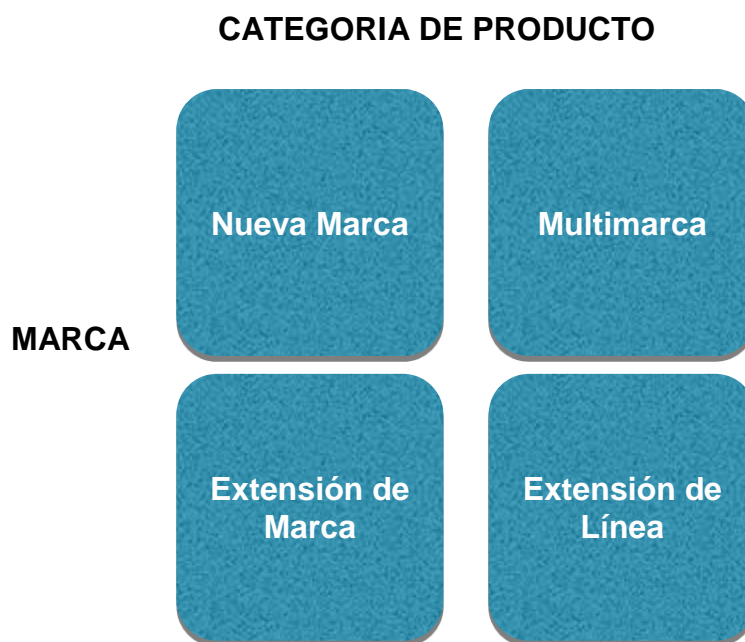 CATEGORIA DE PRODUCTO
Nueva Marca
Multimarca
MARCA
Extensión de
Marca
Extensión de
Línea